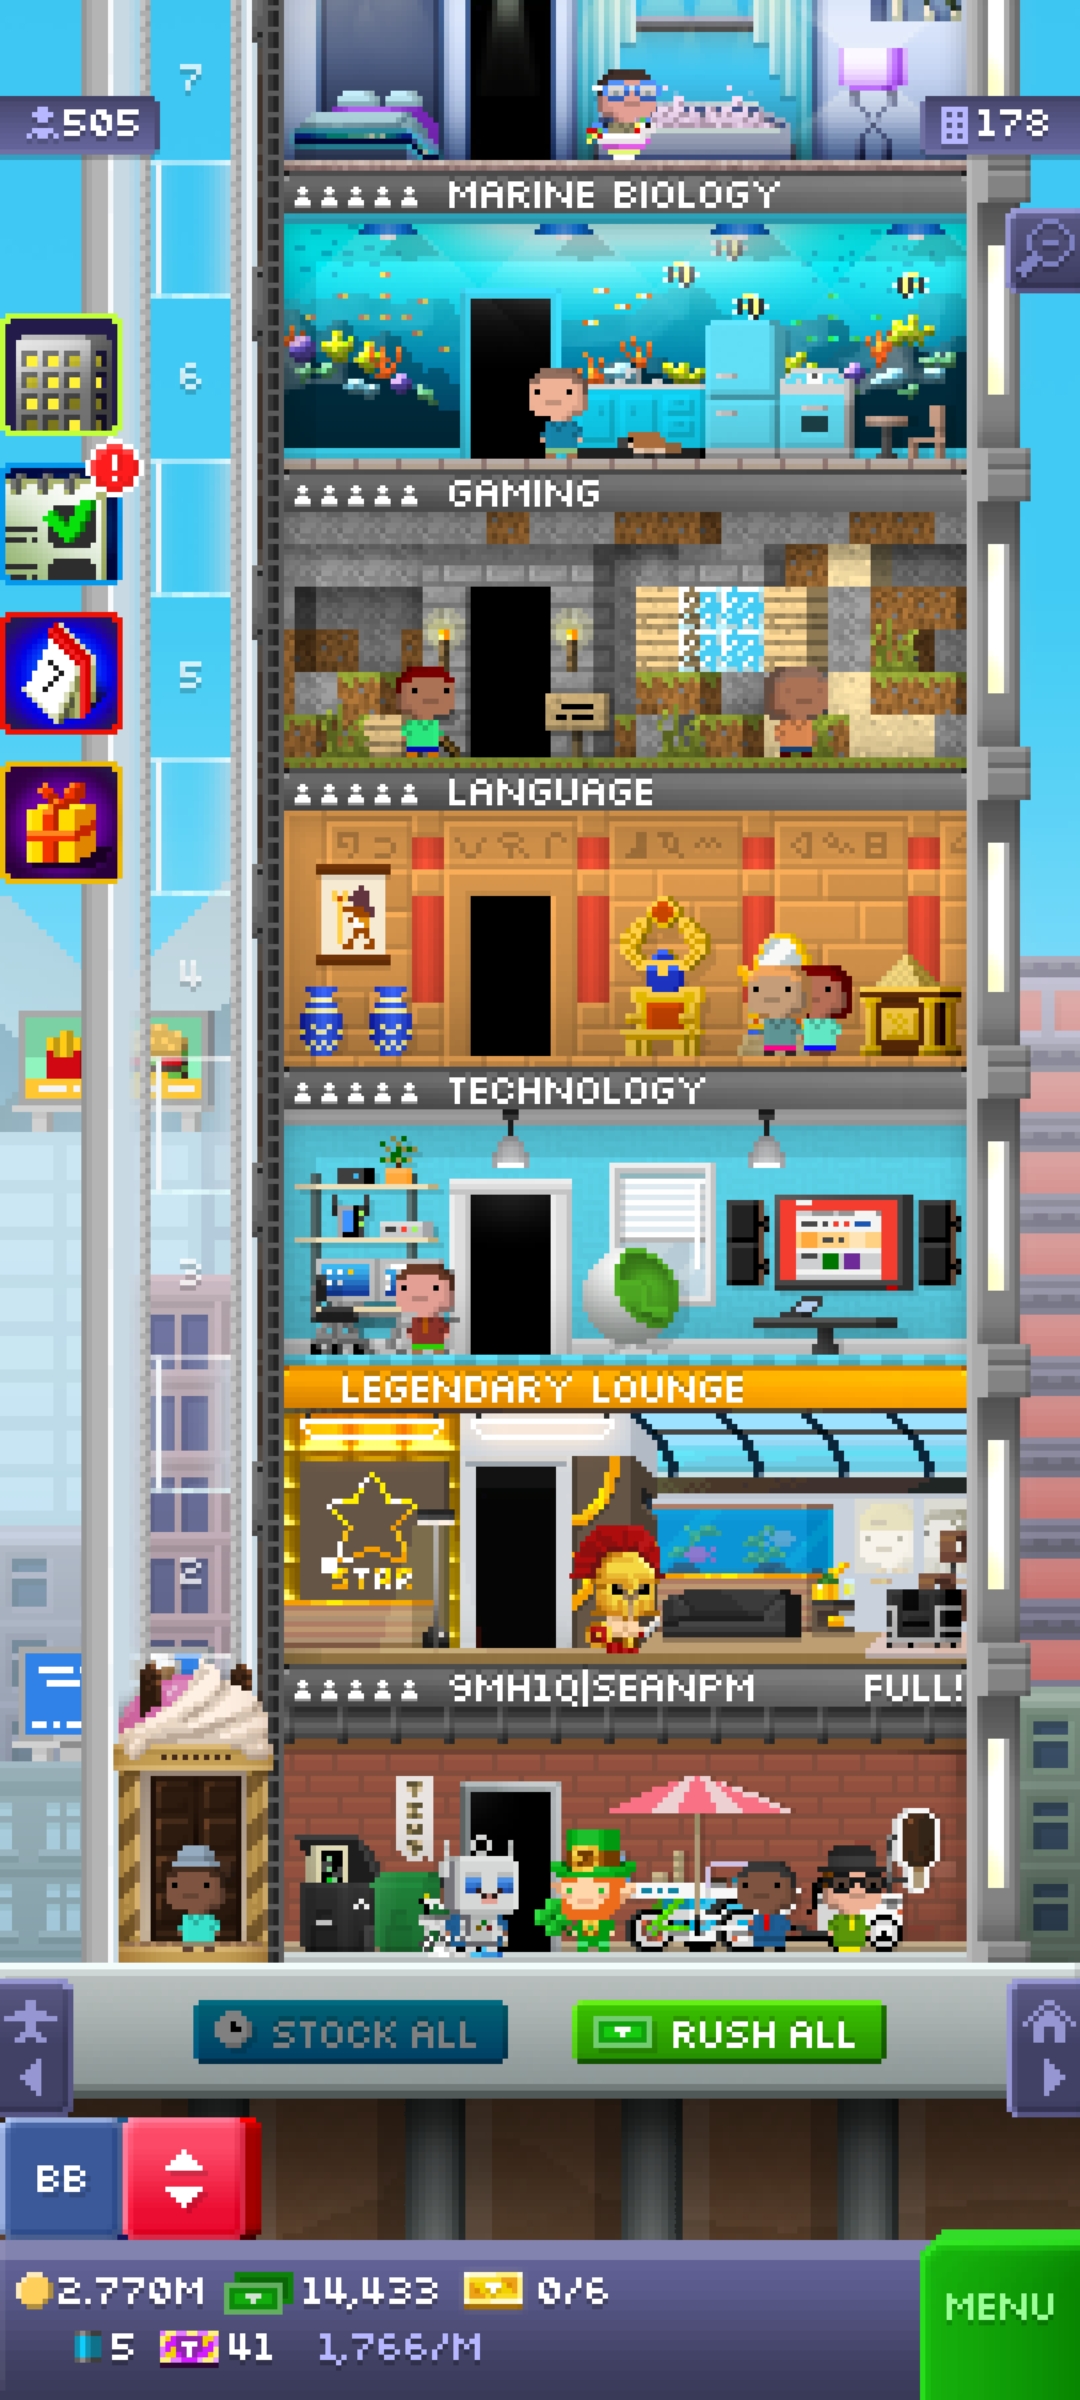 7
505
178
MARINE BIOLOGY
6
GAMING
5
LANGUAGE
4
TECHNOLOGY
3
LEGENDARY LOUNGE
STAR
2
9MH1Q|SEANPM FULL!
STOCK ALL
RUSH ALL
BB
2.770M 14,433 0/6
5 41 1,766/M
MENU